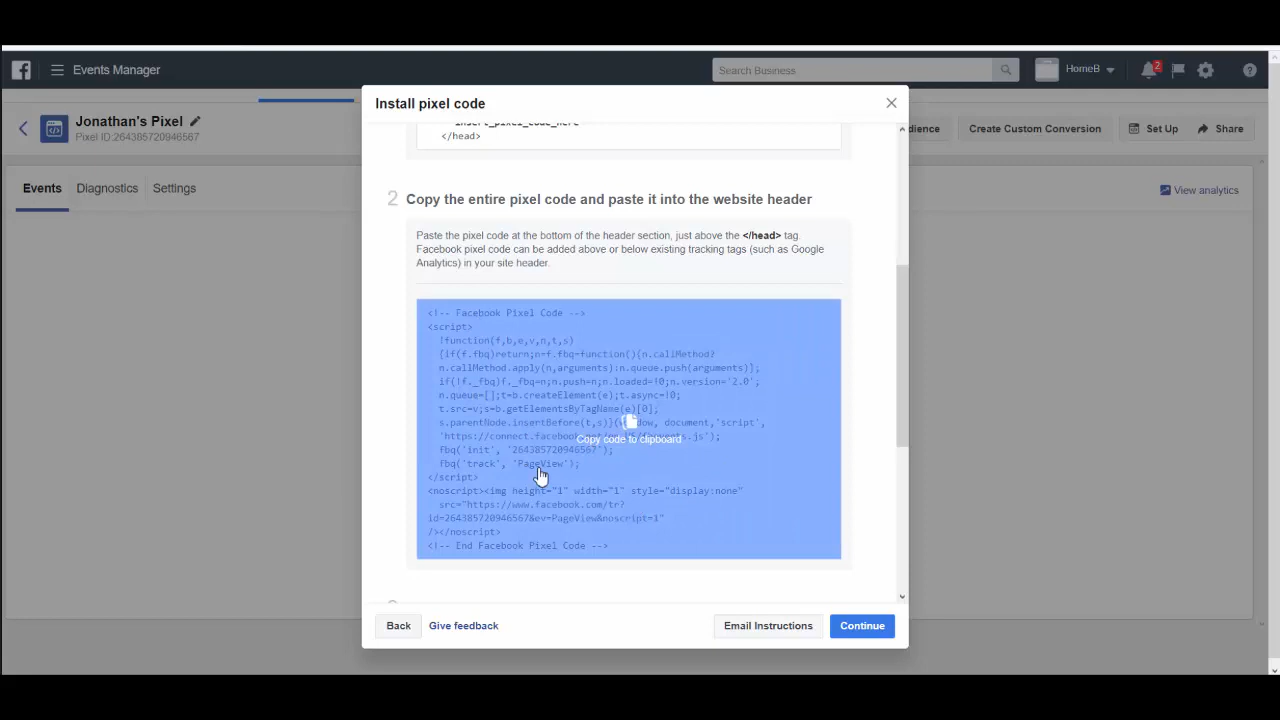 Events Manager
Search Business
HomeB
2
Jonathan's Pixel
Pixel ID:264385720946567
Create Custom Conversion
Set Up
Share
Events
Diagnostics
Settings
View analytics
Install pixel code
</head>
2 Copy the entire pixel code and paste it into the website header
Paste the pixel code at the bottom of the header section, just above the </head> tag.
Facebook pixel code can be added above or below existing tracking tags (such as Google
Analytics) in your site header.
<!-- Facebook Pixel Code -->
<script>
!function(f,b,e,v,n,t,s)
{if(f.fbq)return;n=f.fbq=function(){n.callMethod?
n.callMethod.apply(n,arguments):n.queue.push(arguments)};
if(!f._fbq)f._fbq=n;n.push=n;n.loaded=!0;n.version='2.0';
n.queue=[];t=b.createElement(e);t.async=!0;
t.src=v;s=b.getElementsByTagName(e)[0];
s.parentNode.insertBefore(t,s)}( document,'script',
Copy code to clipboard
fbq('init', '264385720946567');
fbq('track', 'PageView');
</script>
<noscript><img height="1" width="1" style="display:none"
src="https://www.facebook.com/tr?
id=264385720946567&ev=PageView&noscript=1"
/></noscript>
<!-- End Facebook Pixel Code -->
Back
Give feedback
Email Instructions
Continue